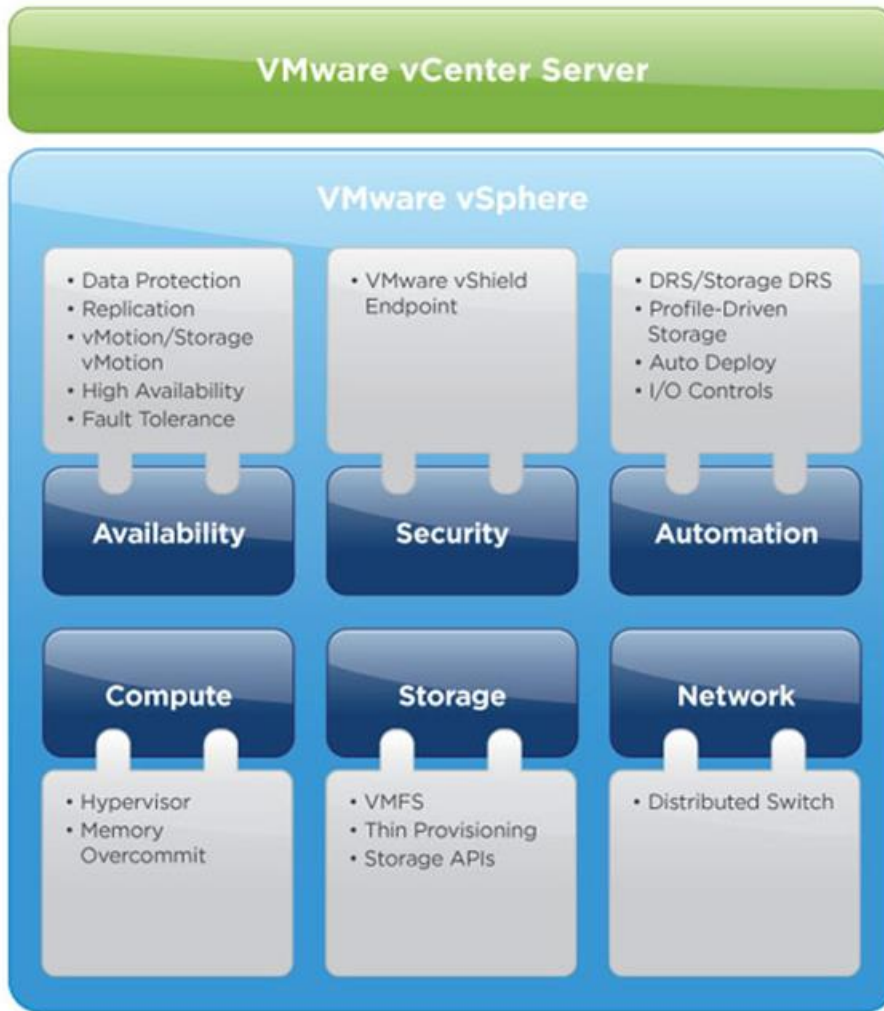 VMware vCenter Server
VMware vSphere
• Data Protection
• Replication
• vMotion/Storage
vMotion
• High Availability
• Fault Tolerance
• VMware vShield
Endpoint
• DRS/Storage DRS
• Profile-Driven
Storage
• Auto Deploy
• I/O Controls
Availability
Security
Automation
Compute
Storage
Network
• Hypervisor
• Memory
Overcommit
• VMFS
• Thin Provisioning
• Storage APIs
• Distributed Switch